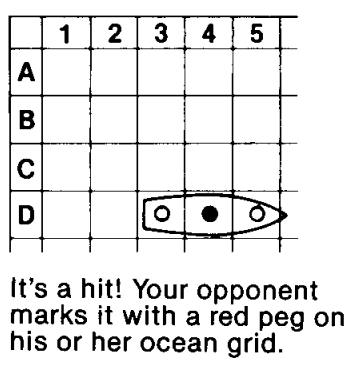 1 2 3 4 5
A
B
C
D
It's a hit! Your opponent
marks it with a red peg on
his or her ocean grid.